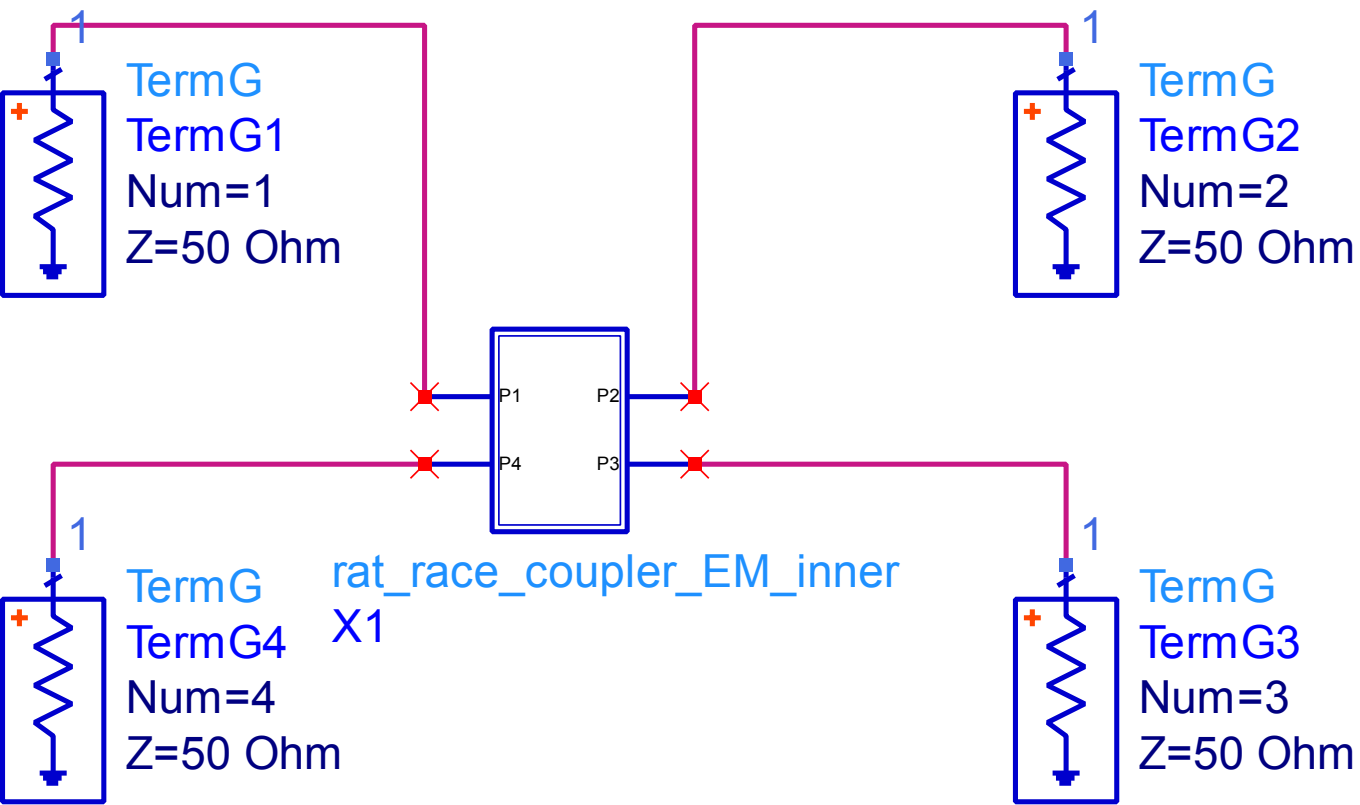 1
TermG
TermG1
Num=1
Z=50 Ohm
1
TermG
TermG2
Num=2
Z=50 Ohm
P1
P2
P4
P3
rat_race_coupler_EM_inner
X1
1
TermG
TermG4
Num=4
Z=50 Ohm
1
TermG
TermG3
Num=3
Z=50 Ohm